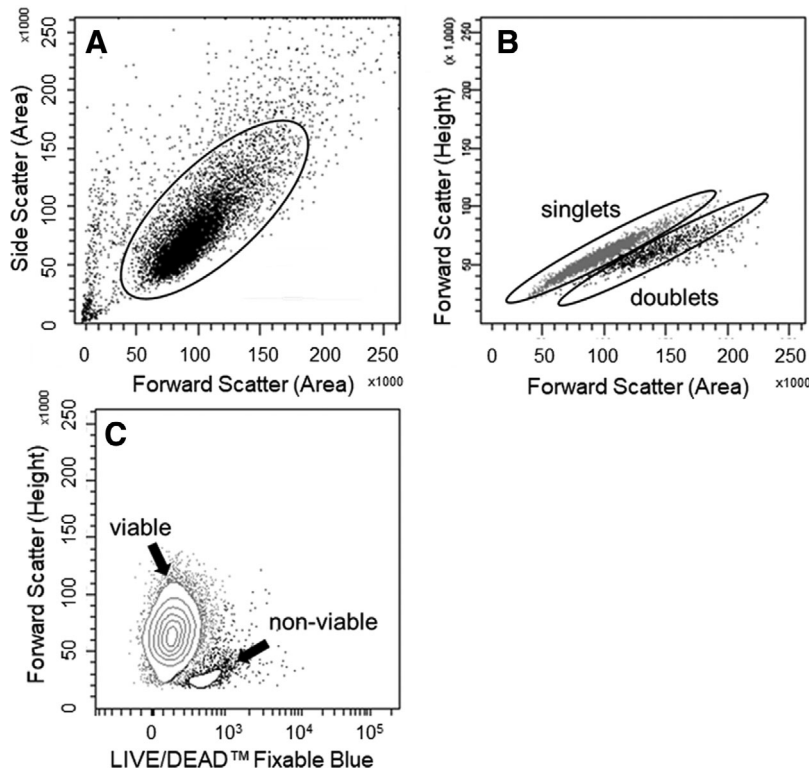 A
x1000
250
200
150
100
50
0
Side Scatter (Area)
0 50 100 150 200 250
Forward Scatter (Area) x1000
B
(x 1,000)
250
200
150
100
50
Forward Scatter (Height)
singlets
doublets
0 50 100 150 200 250
Forward Scatter (Area) x1000
C
x1000
250
200
150
100
50
0
Forward Scatter (Height)
viable
non-viable
0 10³ 10⁴ 10⁵
LIVE/DEAD™ Fixable Blue